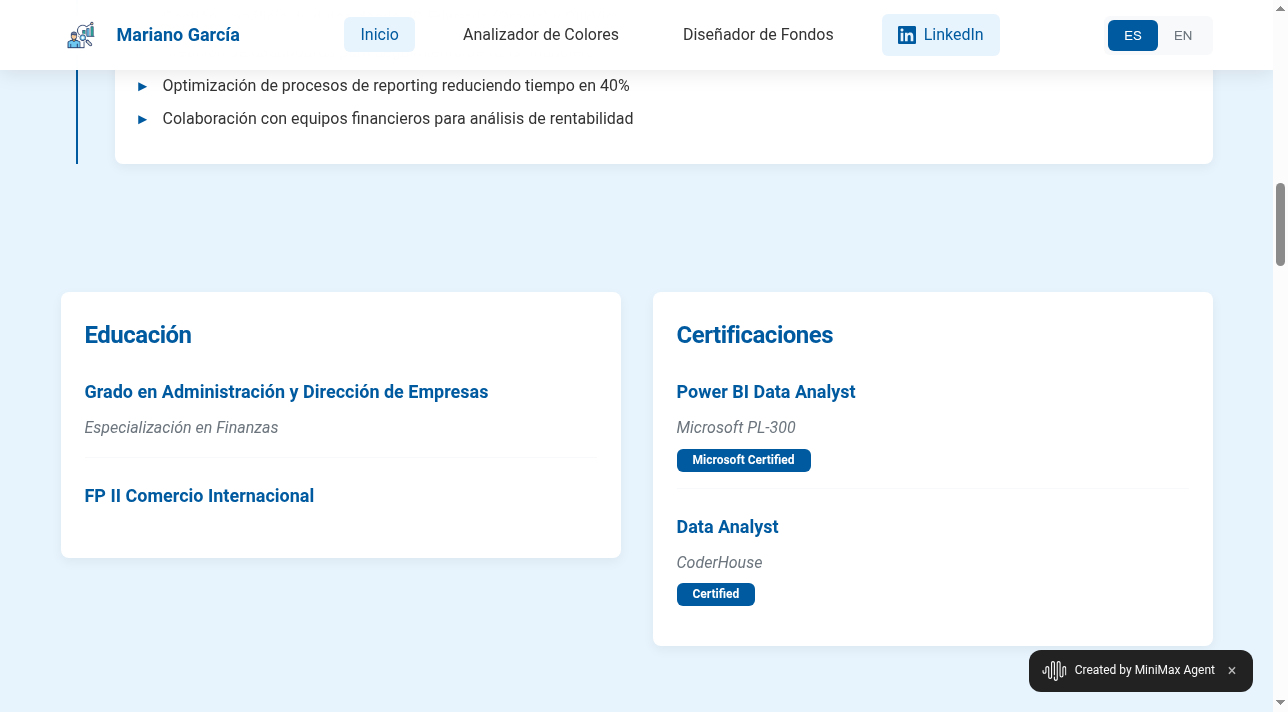 Mariano García
Inicio
Analizador de Colores
Diseñador de Fondos
LinkedIn
ES
EN
► Optimización de procesos de reporting reduciendo tiempo en 40%
► Colaboración con equipos financieros para análisis de rentabilidad
Educación
Grado en Administración y Dirección de Empresas
Especialización en Finanzas
FP II Comercio Internacional
Certificaciones
Power BI Data Analyst
Microsoft PL-300
Microsoft Certified
Data Analyst
CoderHouse
Certified
Created by MiniMax Agent ×